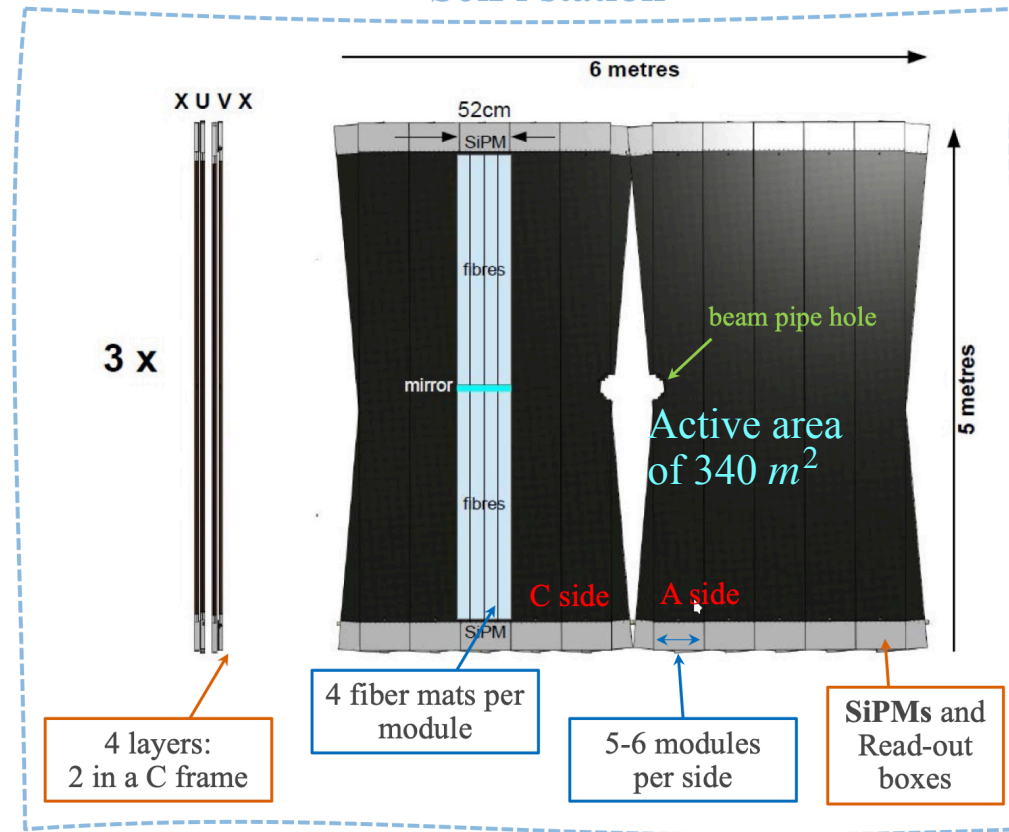 6 metres
X U V X
52cm
SiPM
fibres
beam pipe hole
3 x
mirror
5 metres
Active area
of 340 m²
fibres
C side
A side
SiPM
4 layers:
2 in a C frame
4 fiber mats per
module
5-6 modules
per side
SiPMs and
Read-out
boxes